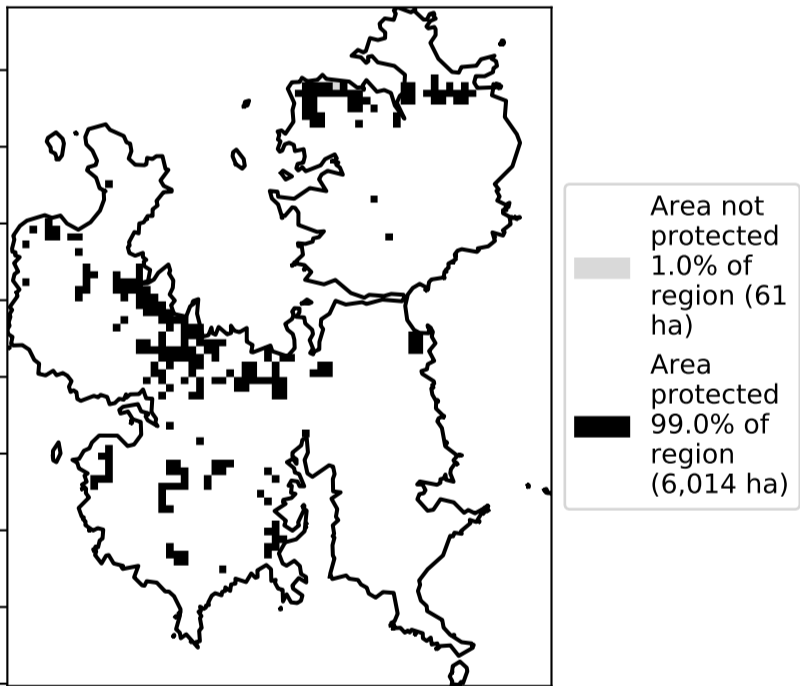 Area not
protected
1.0% of
region (61
ha)
Area
protected
99.0% of
region
(6,014 ha)